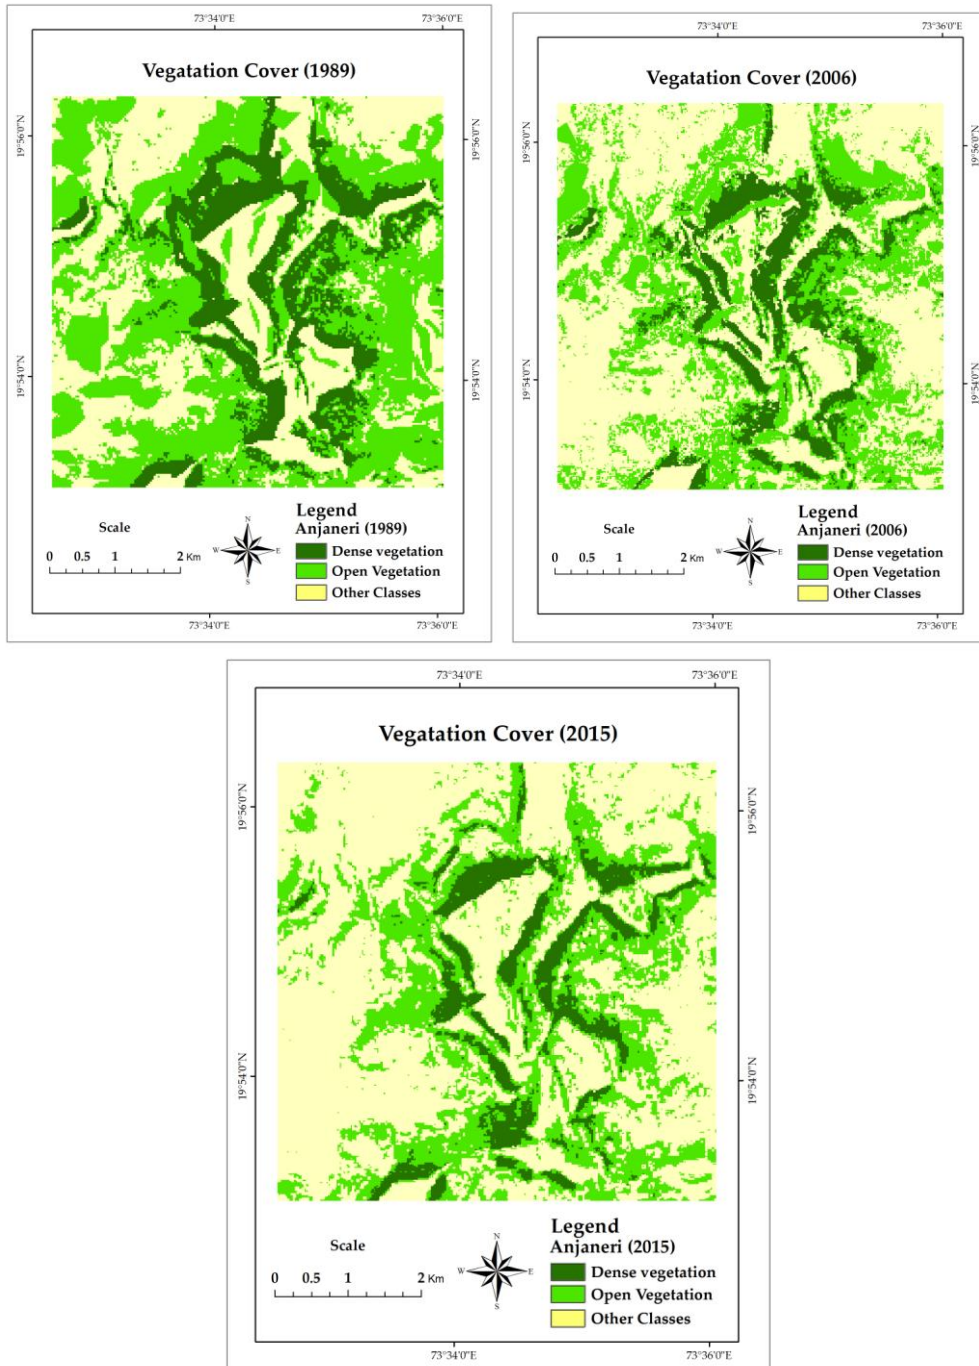 73°34'0"E 73°36'0"E
Vegatation Cover (1989)
19°56'0"N 19°56'0"N
19°54'0"N 19°54'0"N
Scale
0 0.5 1 2 Km
N
W E
S
Legend
Anjaneri (1989)
Dense vegetation
Open Vegetation
Other Classes
73°34'0"E 73°36'0"E
73°34'0"E 73°36'0"E
Vegatation Cover (2006)
19°56'0"N 19°56'0"N
19°54'0"N 19°54'0"N
Scale
0 0.5 1 2 Km
N
W E
S
Legend
Anjaneri (2006)
Dense vegetation
Open Vegetation
Other Classes
73°34'0"E 73°36'0"E
73°34'0"E 73°36'0"E
Vegatation Cover (2015)
19°56'0"N 19°56'0"N
19°54'0"N 19°54'0"N
Scale
0 0.5 1 2 Km
N
W E
S
Legend
Anjaneri (2015)
Dense vegetation
Open Vegetation
Other Classes
73°34'0"E 73°36'0"E